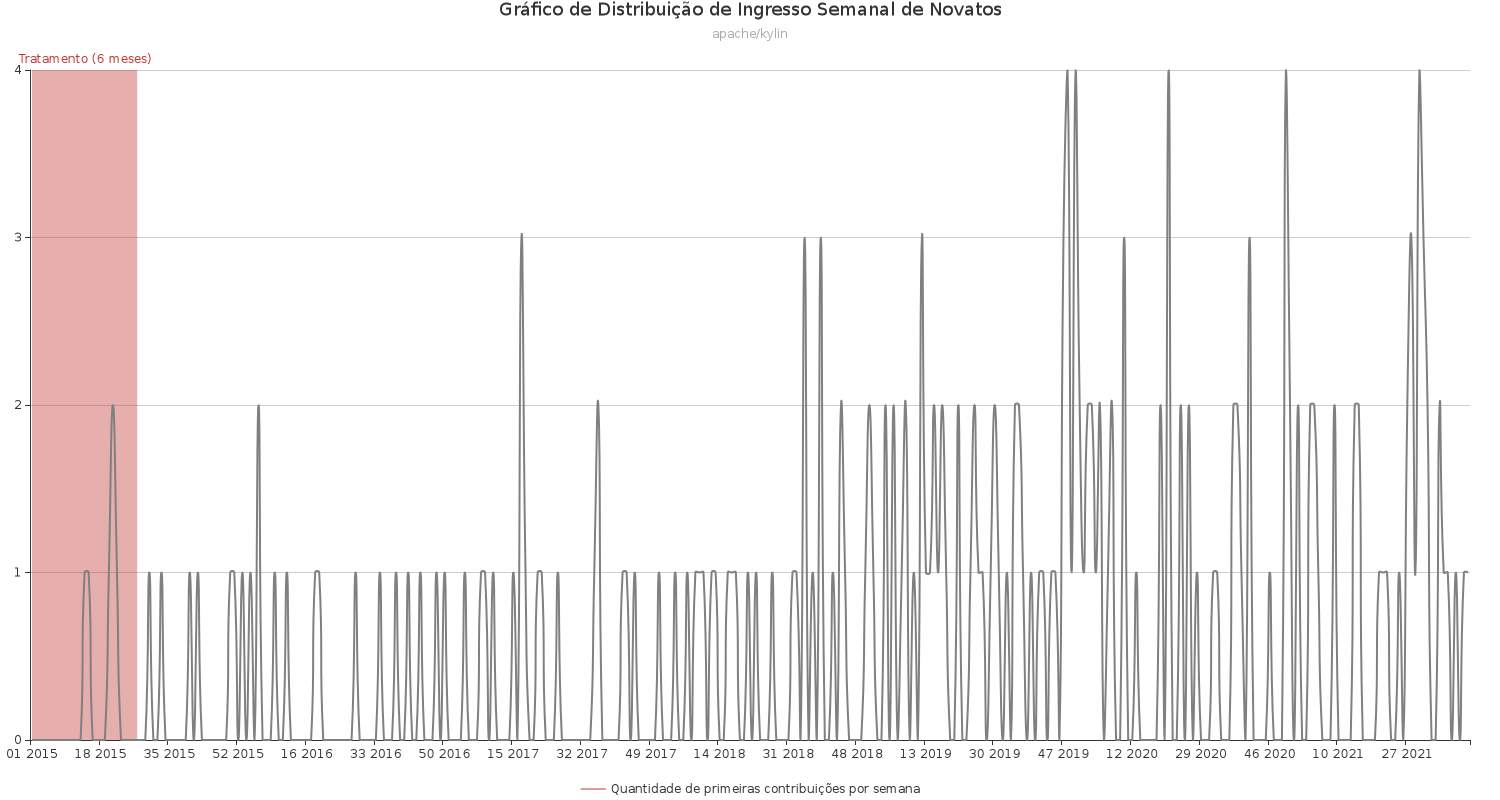 Gráfico de Distribuição de Ingresso Semanal de Novatos
apache/kylin
Tratamento (6 meses)
4
3
2
1
0
01 2015 18 2015 35 2015 52 2015 16 2016 33 2016 50 2016 15 2017 32 2017 49 2017 14 2018 31 2018 48 2018 13 2019 30 2019 47 2019 12 2020 29 2020 46 2020 10 2021 27 2021
Quantidade de primeiras contribuições por semana